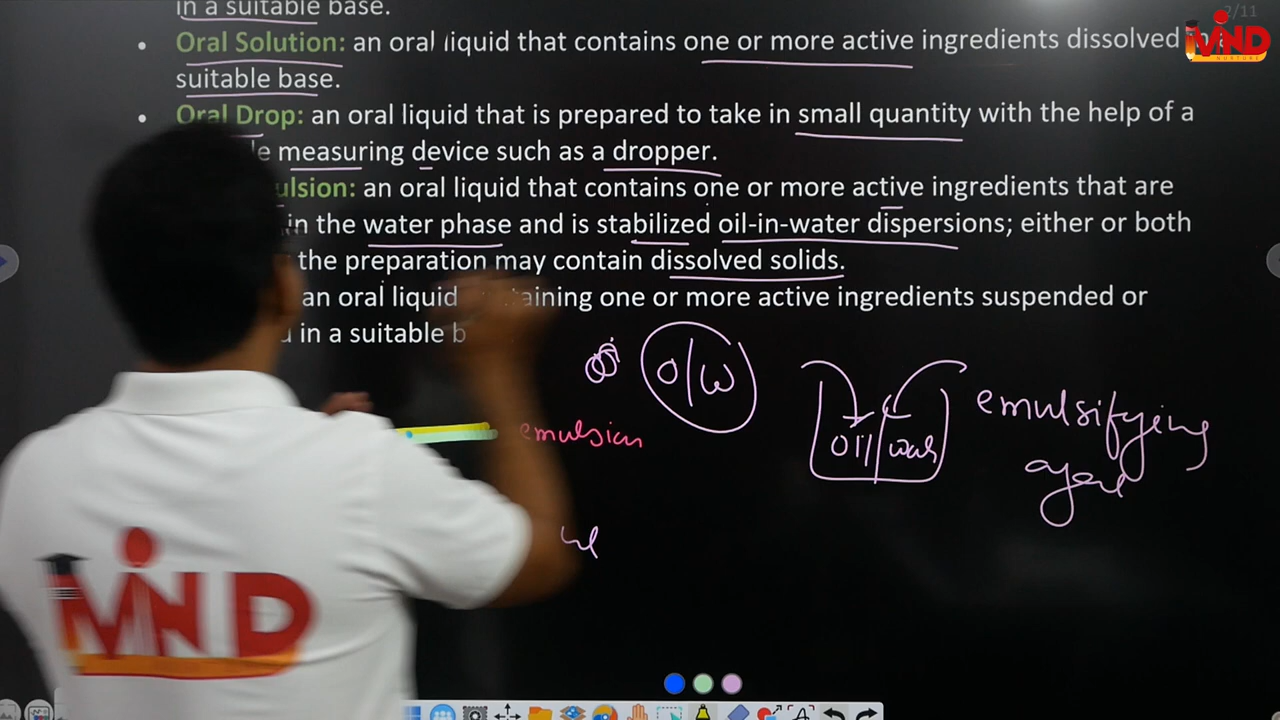 in a suitable base.
3/11
MIND
NURTURE
• Oral Solution: an oral liquid that contains one or more active ingredients dissolved
suitable base.
• Oral Drop: an oral liquid that is prepared to take in small quantity with the help of a
measuring device such as a dropper.
ulsion: an oral liquid that contains one or more active ingredients that are
in the water phase and is stabilized oil-in-water dispersions; either or both
the preparation may contain dissolved solids.
an oral liquid aining one or more active ingredients suspended or
in a suitable b
O/W
oil
emulsifying
emulsion
MIND